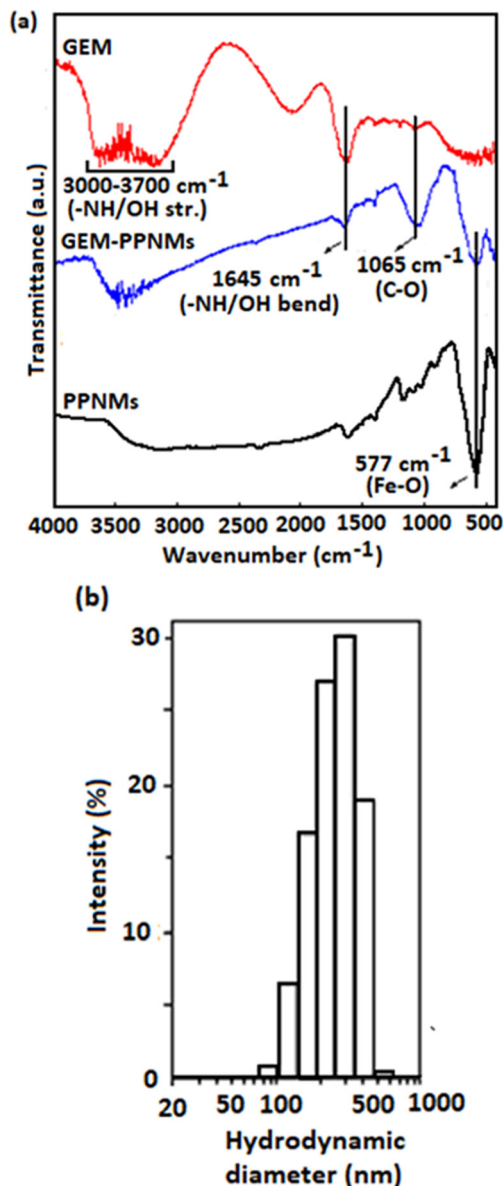 (a)
GEM
3000-3700 cm⁻¹
(-NH/OH str.)
GEM-PPNMs
1645 cm⁻¹
(-NH/OH bend)
1065 cm⁻¹
(C-O)
PPNMs
577 cm⁻¹
(Fe-O)
Transmittance (a.u.)
4000 3500 3000 2500 2000 1500 1000 500
Wavenumber (cm⁻¹)
(b)
30
20
10
0
Intensity (%)
20 50 100 200 500 1000
Hydrodynamic
diameter (nm)